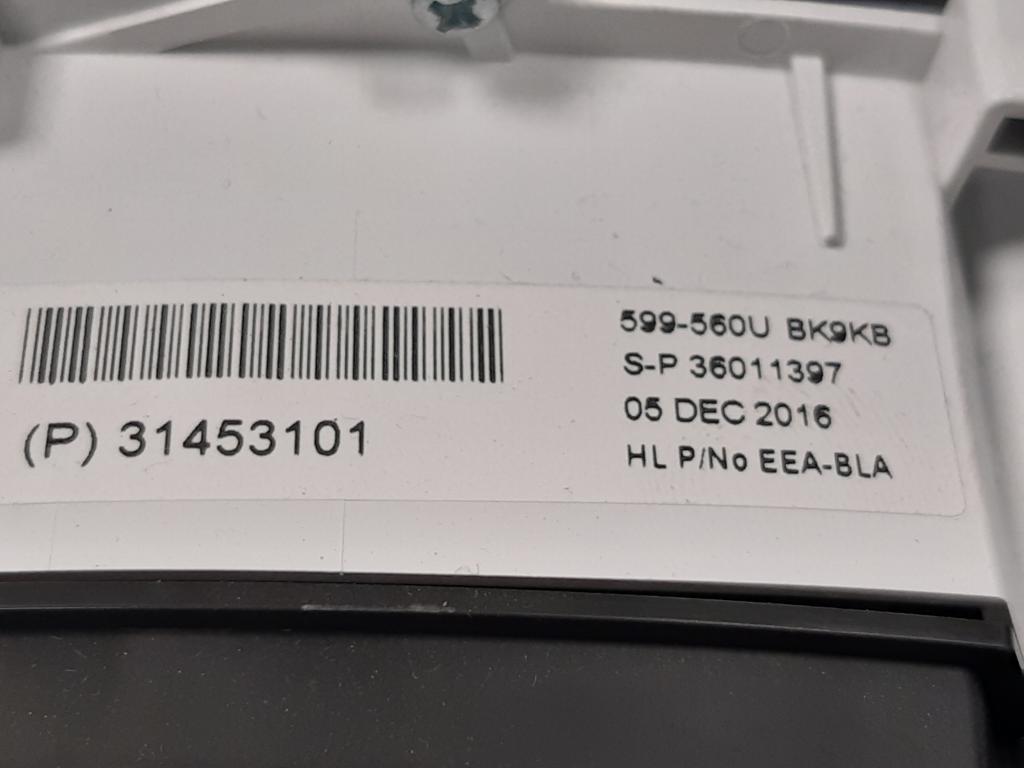 (P) 31453101
599-560U BK9KB
S-P 36011397
05 DEC 2016
HL P/No EEA-BLA